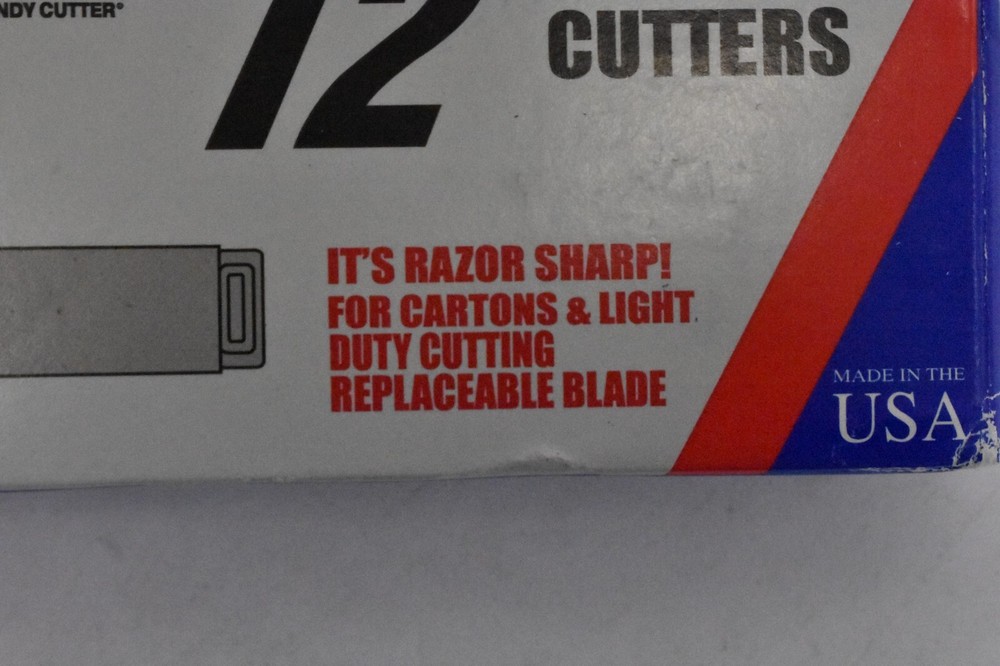 NDY CUTTER®
12
CUTTERS
IT'S RAZOR SHARP!
FOR CARTONS & LIGHT
DUTY CUTTING
REPLACEABLE BLADE
MADE IN THE
USA